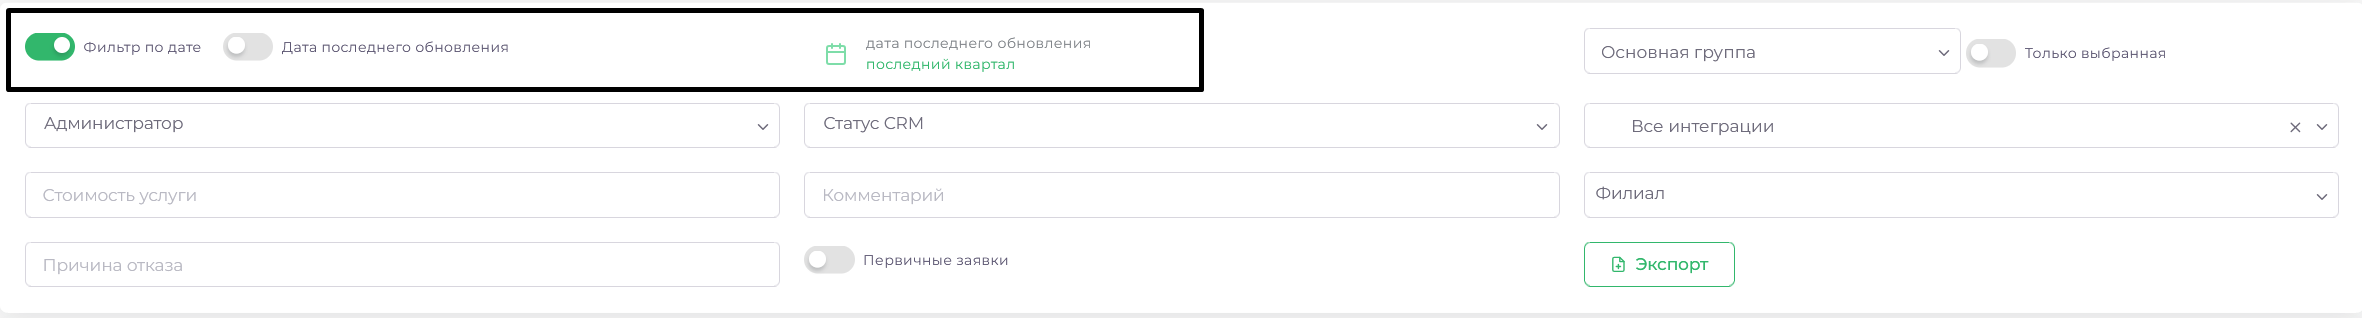 Фильтр по дате
Дата последнего обновления
дата последнего обновления
последний квартал
Основная группа
Только выбранная
Администратор
Статус CRM
Все интеграции
Стоимость услуги
Комментарий
Филиал
Причина отказа
Первичные заявки
Экспорт